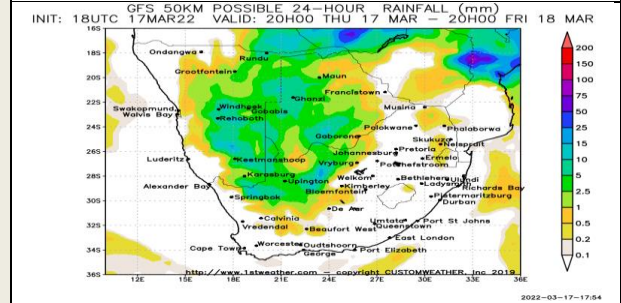 GFS 50KM POSSIBLE 24-HOUR RAINFALL (mm)
INIT: 18UTC 17MAR22 VALID: 20H00 THU 17 MAR - 20H00 FRI 18 MAR
16S
18S
20S
22S
24S
26S
28S
30S
32S
34S
36S
Ondangwa
Rundu
Grootfontein
Maun
Francistown
Ghanzi
Musina
Swakopmund
Walvis Bay
Windhoek
Gobabis
Rehoboth
Polokwane
Phalaborwa
Gaborone
Skukuza
Nelspruit
Johannesburg
Pretoria
Ermelo
Luderitz
Keetmanshoop
Vryburg
Potchefstroom
Karasburg
Upington
Welkom
Bethlehem
Ulundi
Alexander Bay
Kimberley
Ladysmith
Richards Bay
Bloemfontein
Springbok
Pietermaritzburg
Durban
De Aar
Calvinia
Umtata
Port St Johns
Vredendal
Beaufort West
Queenstown
East London
Cape Town
Worcester
Oudtshoorn
George
Port Elizabeth
http://www.1stweather.com - copyright CUSTOMWEATHER, Inc 2019
12E 15E 18E 21E 24E 27E 30E 33E 36E
200
150
100
75
50
25
15
10
5
2.5
1
0.5
0.2
0.1
2022-03-17-17:54